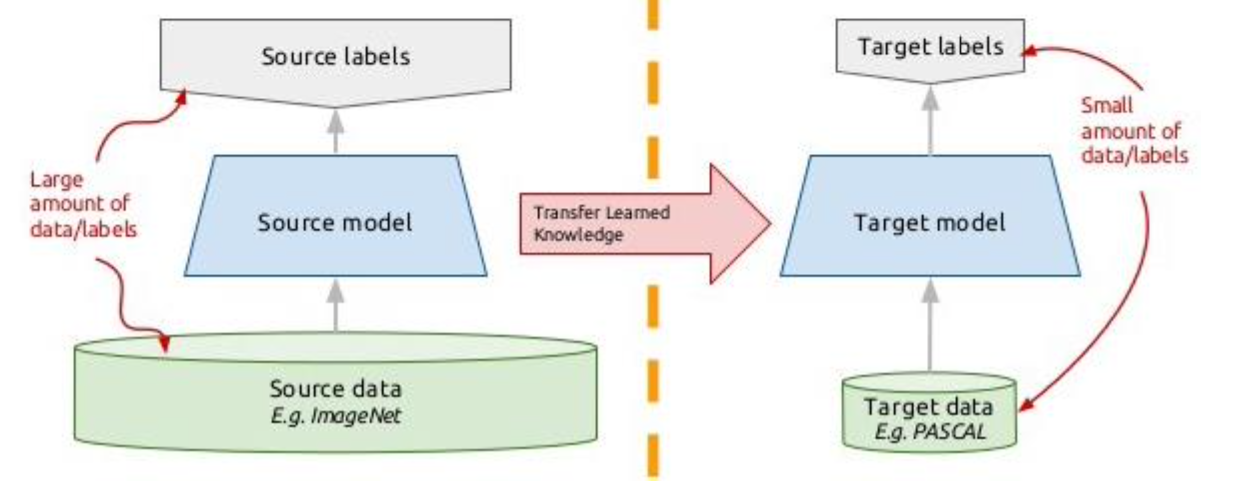 Source labels
Large
amount of
data/labels
Source model
Source data
E.g. ImageNet
Transfer Learned
Knowledge
Target labels
Small
amount of
data/labels
Target model
Target data
E.g. PASCAL